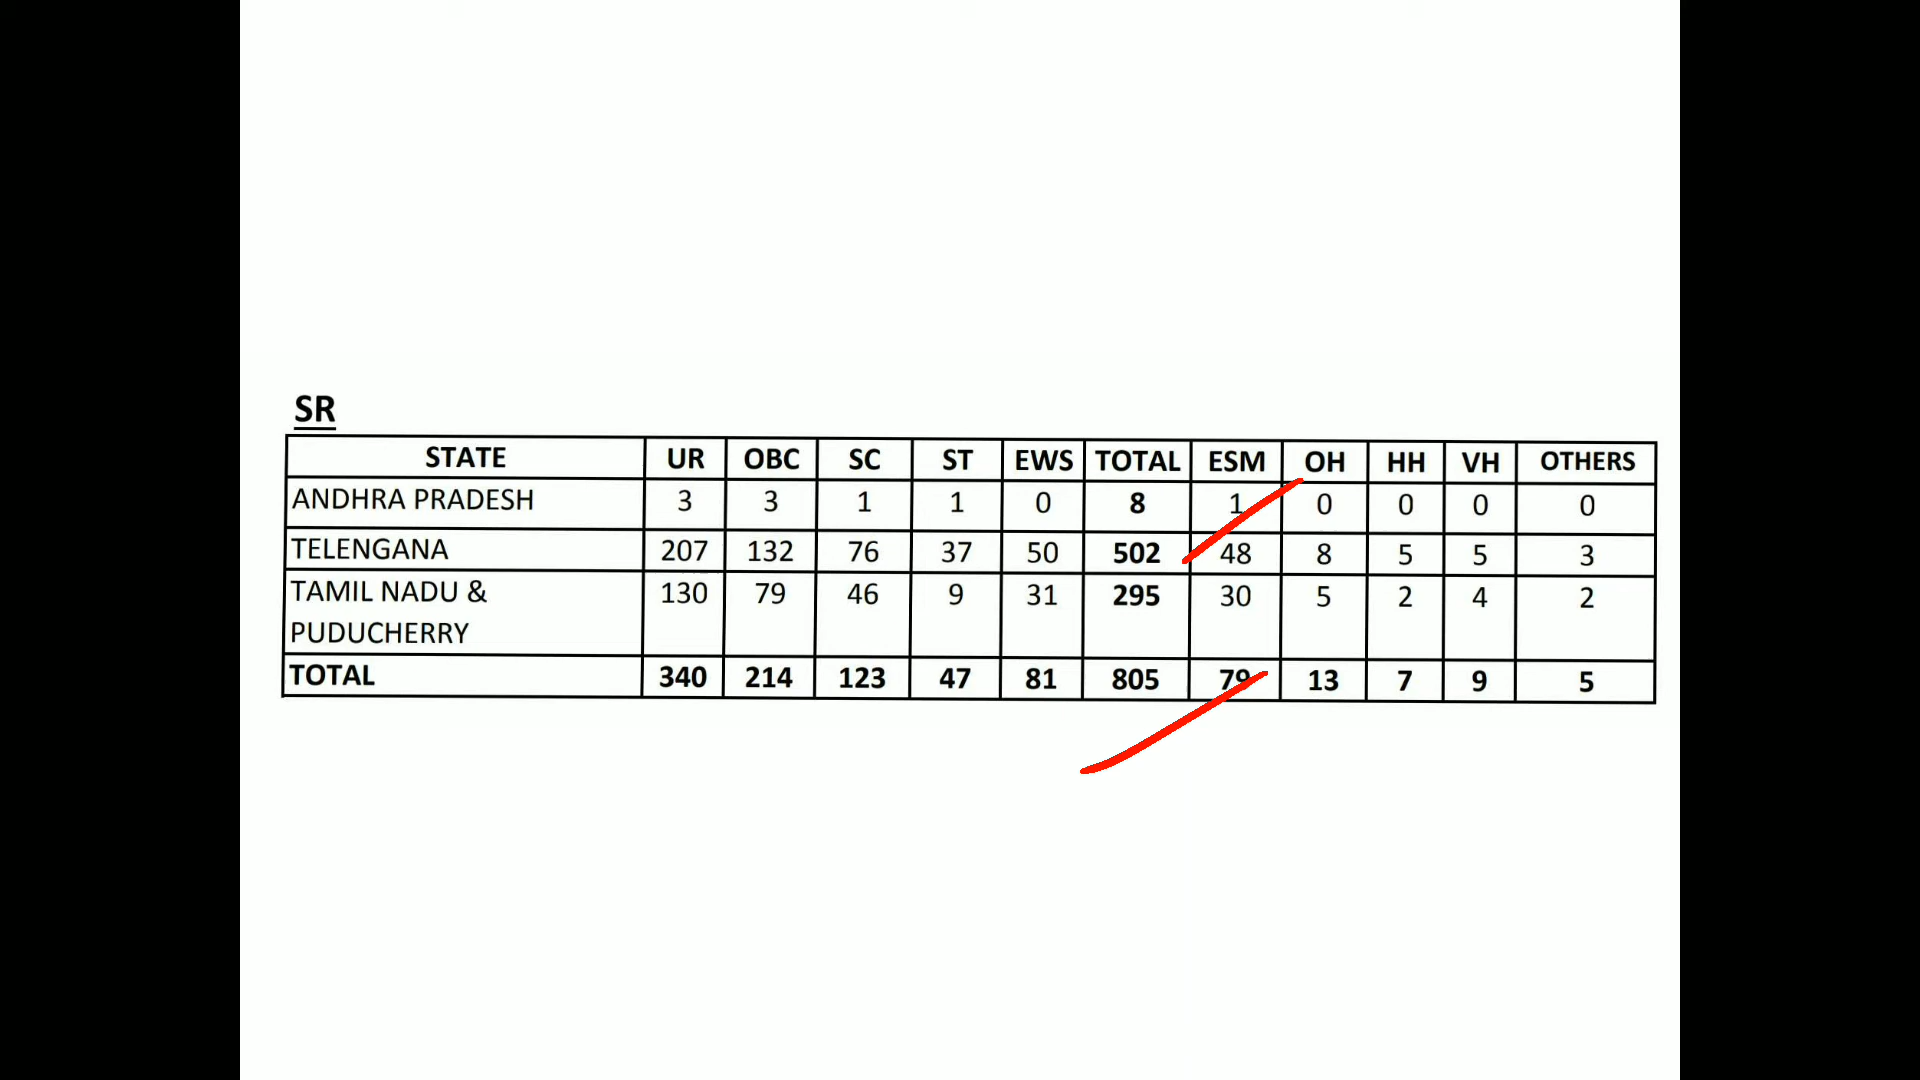 SR
STATE UR OBC SC ST EWS TOTAL ESM OH HH VH OTHERS
ANDHRA PRADESH 3 3 1 1 0 8 1 0 0 0 0
TELENGANA 207 132 76 37 50 502 48 8 5 5 3
TAMIL NADU & 130 79 46 9 31 295 30 5 2 4 2
PUDUCHERRY
TOTAL 340 214 123 47 81 805 79 13 7 9 5